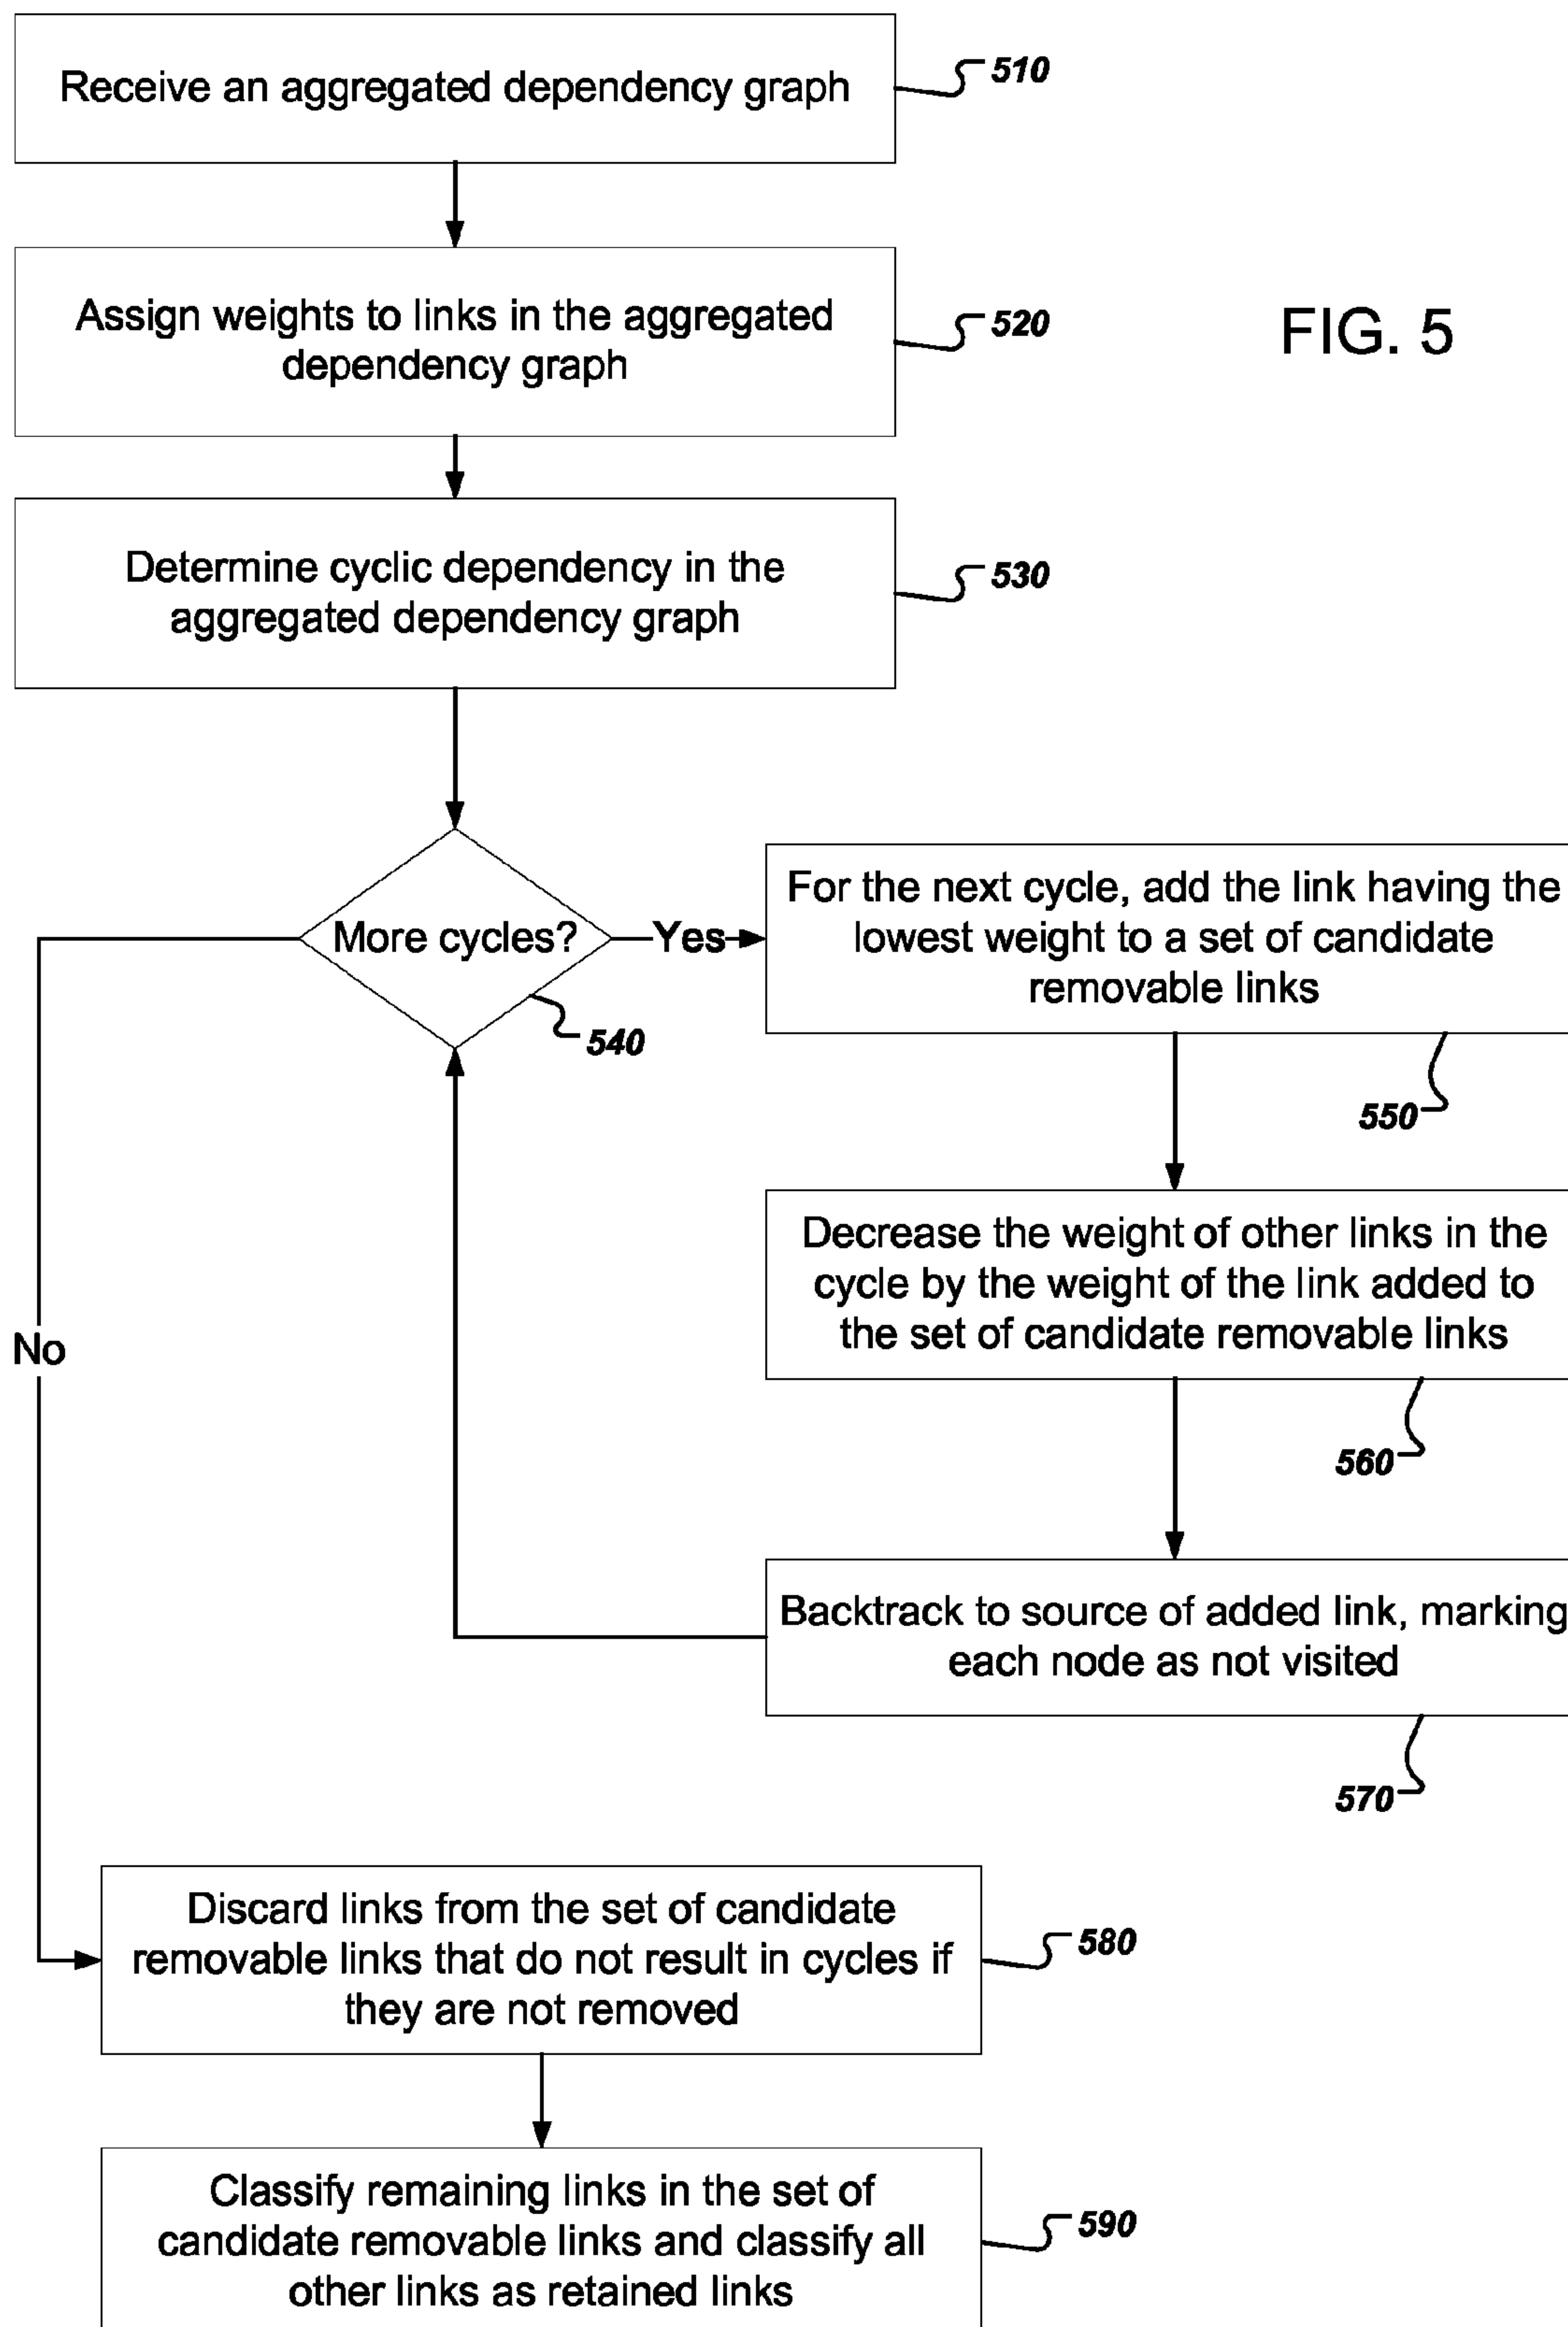 Receive an aggregated dependency graph
510
Assign weights to links in the aggregated
dependency graph
520
FIG. 5
Determine cyclic dependency in the
aggregated dependency graph
530
More cycles?
Yes
540
For the next cycle, add the link having the
lowest weight to a set of candidate
removable links
550
Decrease the weight of other links in the
cycle by the weight of the link added to
the set of candidate removable links
560
No
Backtrack to source of added link, marking
each node as not visited
570
Discard links from the set of candidate
removable links that do not result in cycles if
they are not removed
580
Classify remaining links in the set of
candidate removable links and classify all
other links as retained links
590